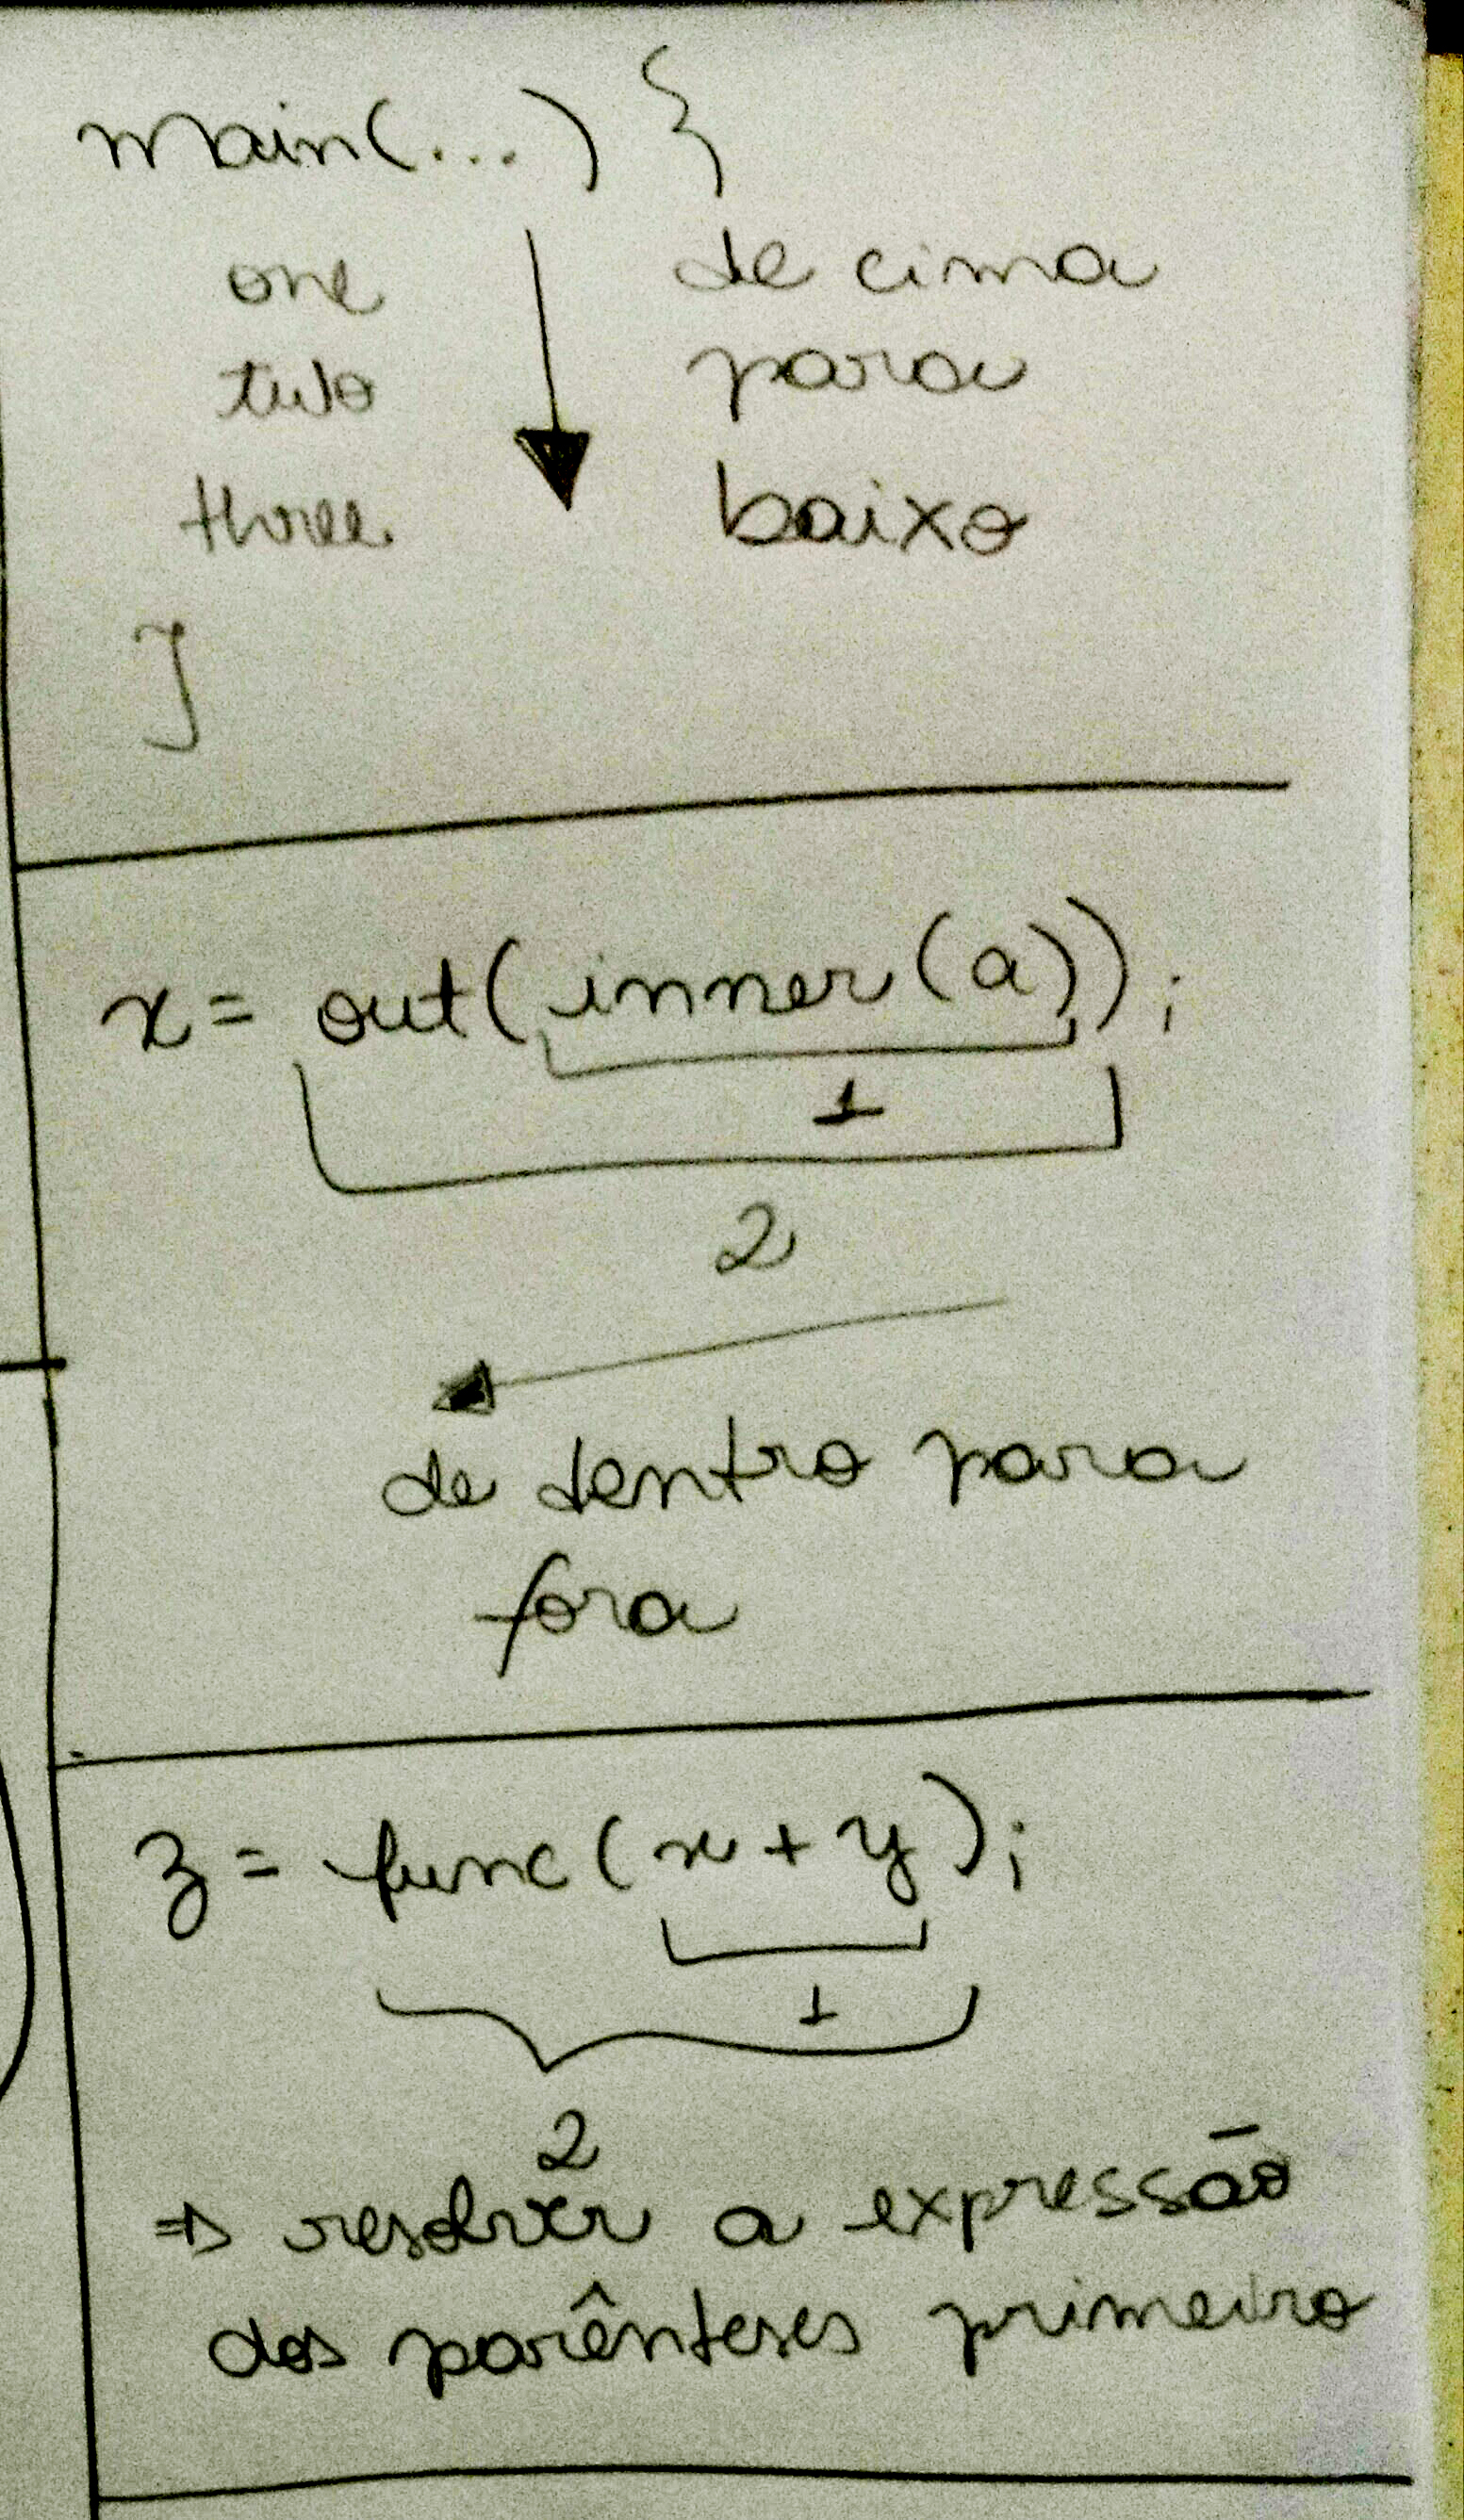 main(...) {
one
two
three
de cima
para
baixo
}
x = out(inner(a));
1
2
de dentro para
fora
z = func(x + y);
1
2
⇒ resolver a expressão
dos parênteses primeiro